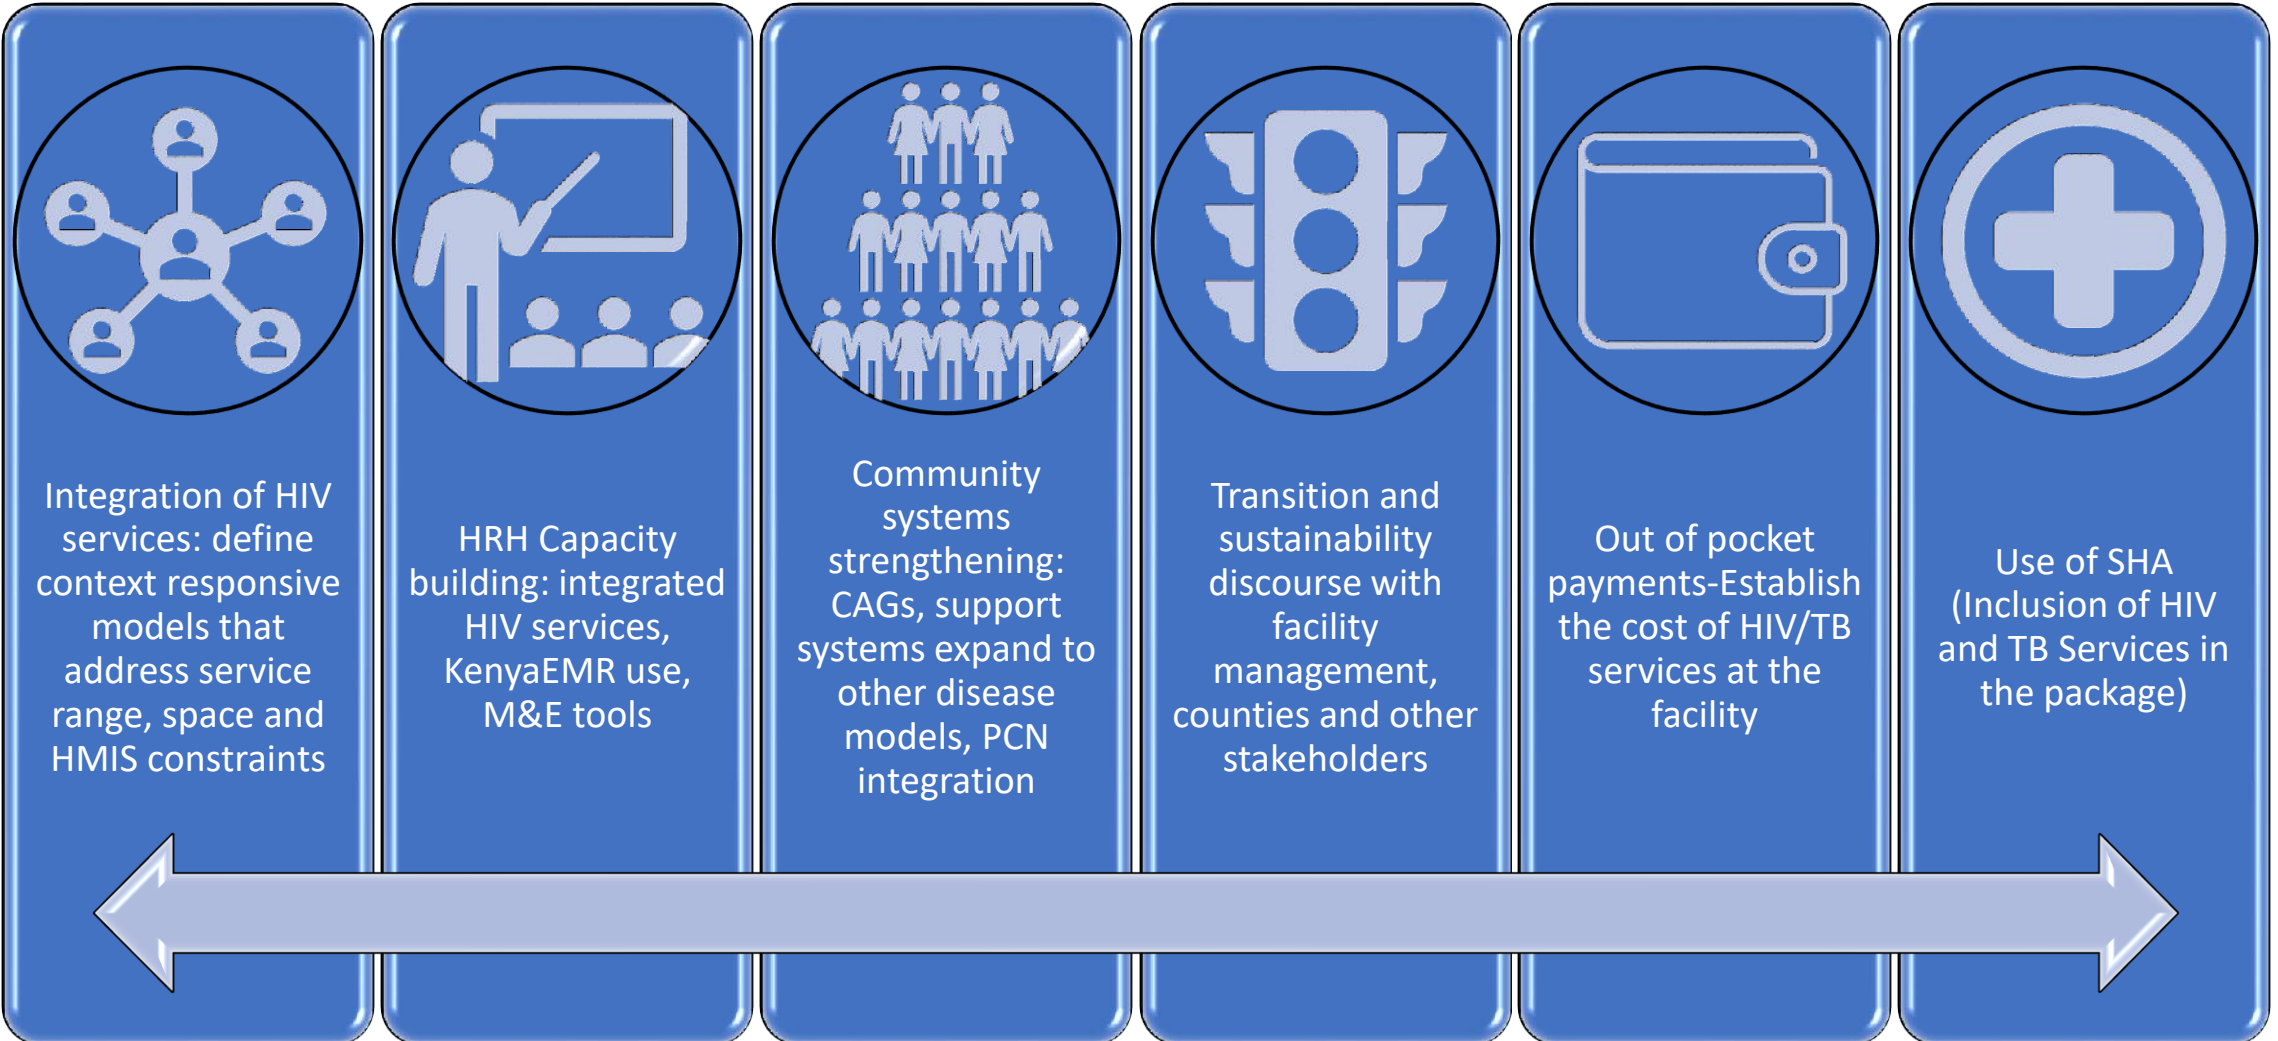 Integration of HIV
services: define
context responsive
models that
address service
range, space and
HMIS constraints
HRH Capacity
building: integrated
HIV services,
KenyaEMR use,
M&E tools
Community
systems
strengthening:
CAGs, support
systems expand to
other disease
models, PCN
integration
Transition and
sustainability
discourse with
facility
management,
counties and other
stakeholders
Out of pocket
payments-Establish
the cost of HIV/TB
services at the
facility
Use of SHA
(Inclusion of HIV
and TB Services in
the package)